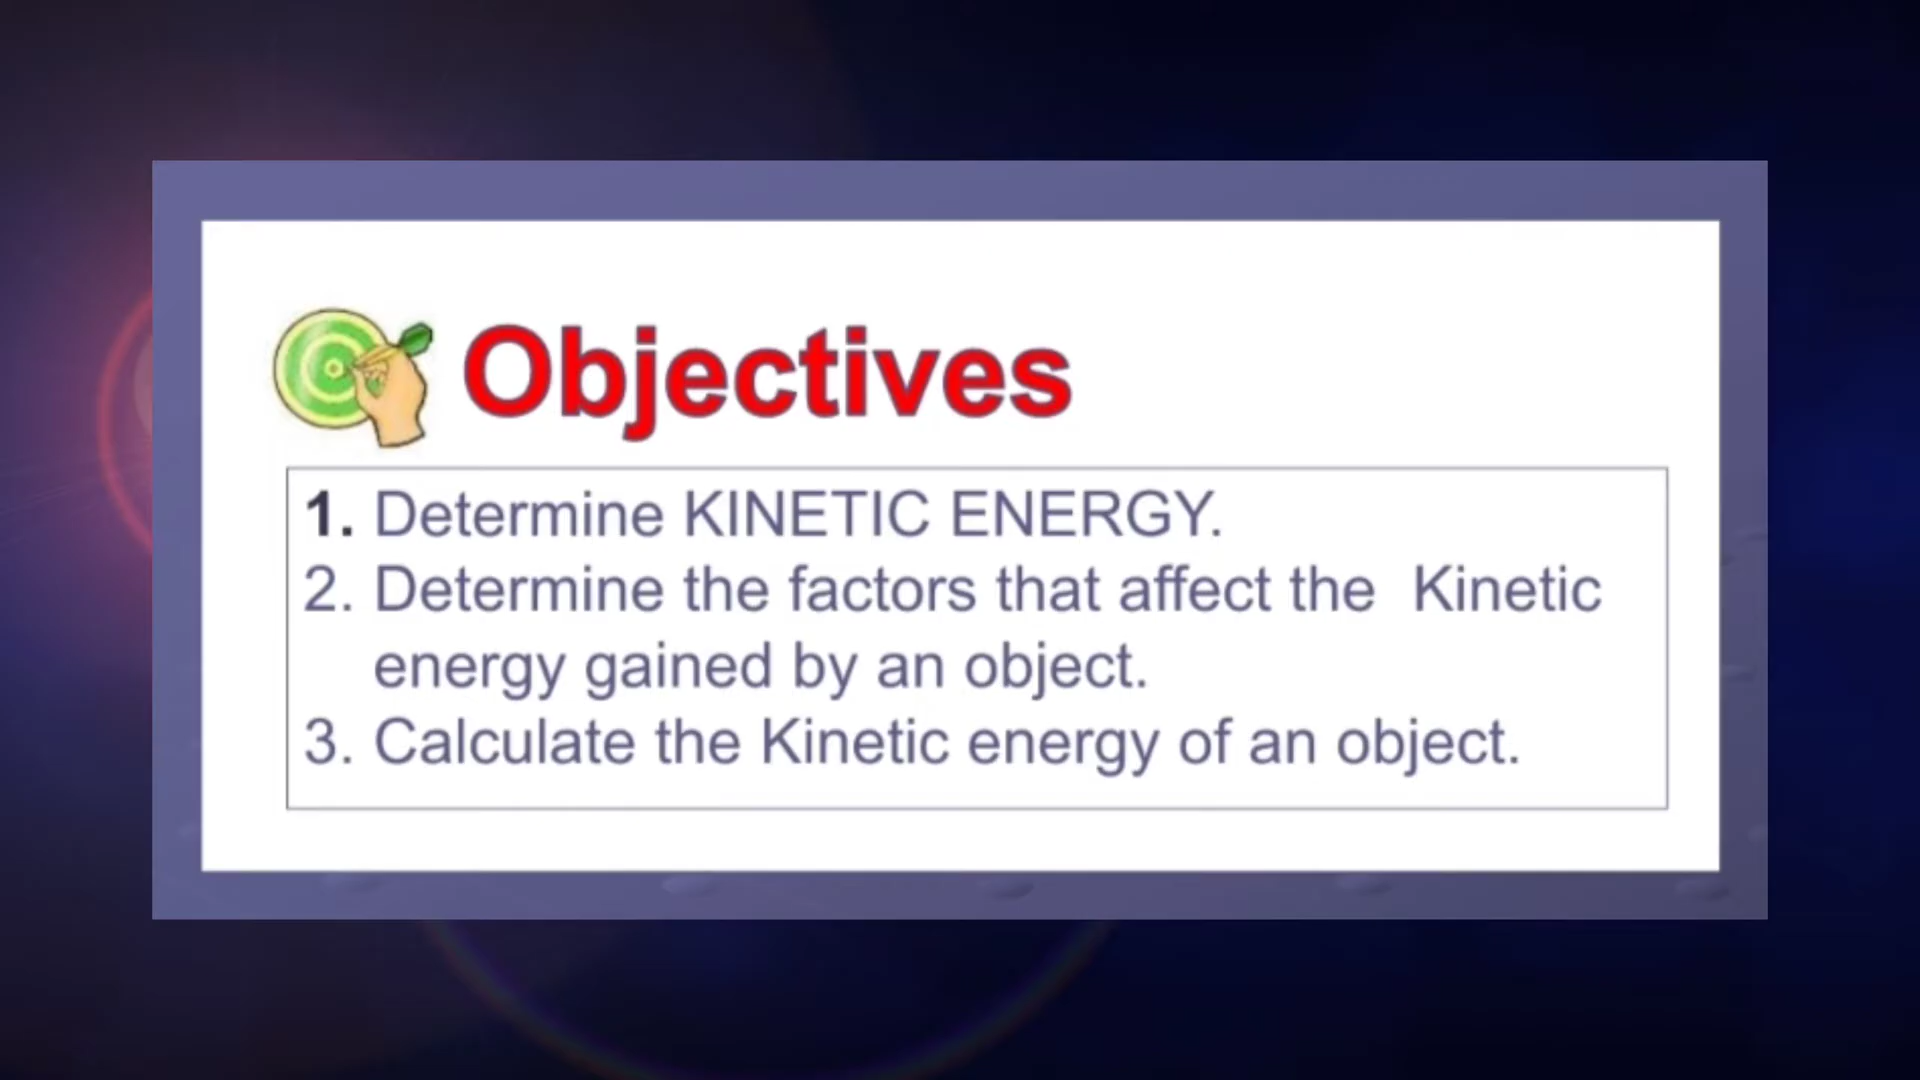 Objectives
1. Determine KINETIC ENERGY.
2. Determine the factors that affect the Kinetic
energy gained by an object.
3. Calculate the Kinetic energy of an object.